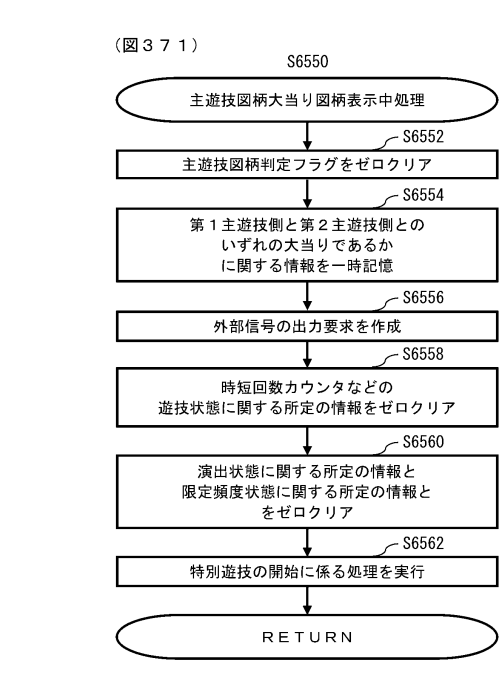 （図３７１）
S6550
主遊技図柄大当り図柄表示中処理
S6552
主遊技図柄判定フラグをゼロクリア
S6554
第１主遊技側と第２主遊技側との
いずれの大当りであるか
に関する情報を一時記憶
S6556
外部信号の出力要求を作成
S6558
時短回数カウンタなどの
遊技状態に関する所定の情報をゼロクリア
S6560
演出状態に関する所定の情報と
限定頻度状態に関する所定の情報と
をゼロクリア
S6562
特別遊技の開始に係る処理を実行
ＲＥＴＵＲＮ